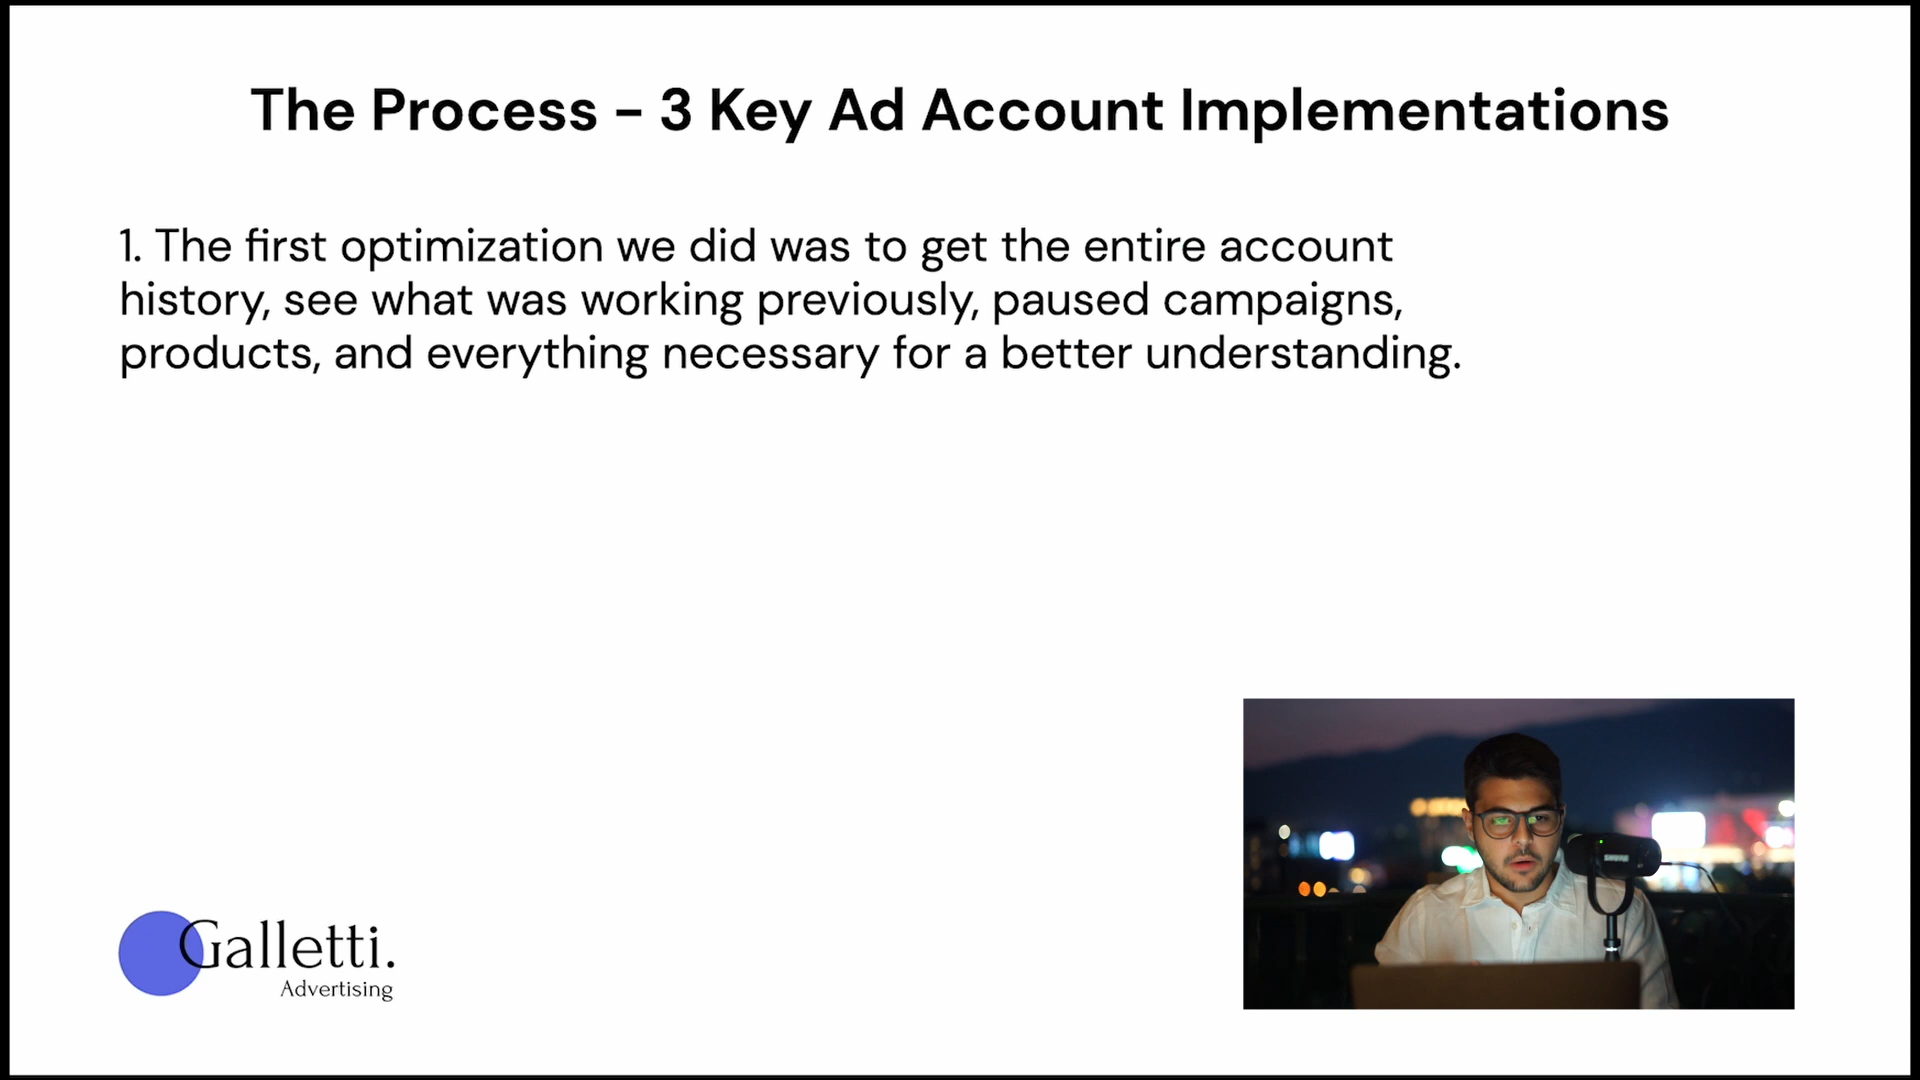 The Process – 3 Key Ad Account Implementations
1. The first optimization we did was to get the entire account
history, see what was working previously, paused campaigns,
products, and everything necessary for a better understanding.
Galletti.
Advertising
SHURE